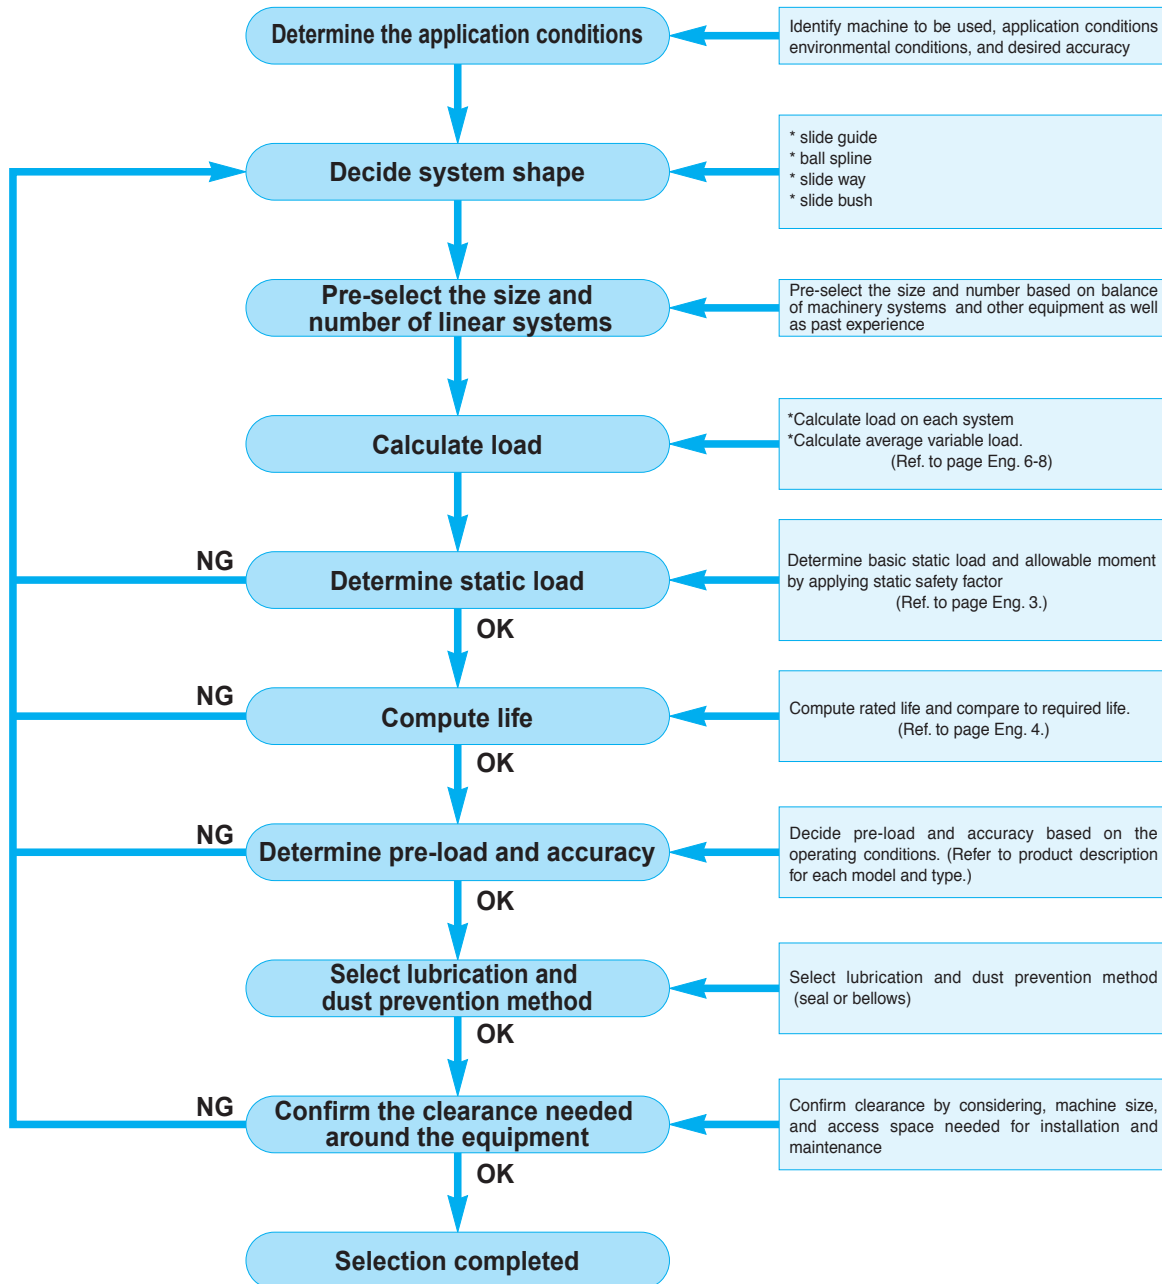 Determine the application conditions
Identify machine to be used, application conditions
environmental conditions, and desired accuracy
Decide system shape
* slide guide
* ball spline
* slide way
* slide bush
Pre-select the size and
number of linear systems
Pre-select the size and number based on balance
of machinery systems and other equipment as well
as past experience
Calculate load
*Calculate load on each system
*Calculate average variable load.
(Ref. to page Eng. 6-8)
NG
Determine static load
Determine basic static load and allowable moment
by applying static safety factor
(Ref. to page Eng. 3.)
OK
NG
Compute life
Compute rated life and compare to required life.
(Ref. to page Eng. 4.)
OK
NG
Determine pre-load and accuracy
Decide pre-load and accuracy based on the
operating conditions. (Refer to product description
for each model and type.)
OK
Select lubrication and
dust prevention method
Select lubrication and dust prevention method
(seal or bellows)
OK
NG
Confirm the clearance needed
around the equipment
Confirm clearance by considering, machine size,
and access space needed for installation and
maintenance
OK
Selection completed